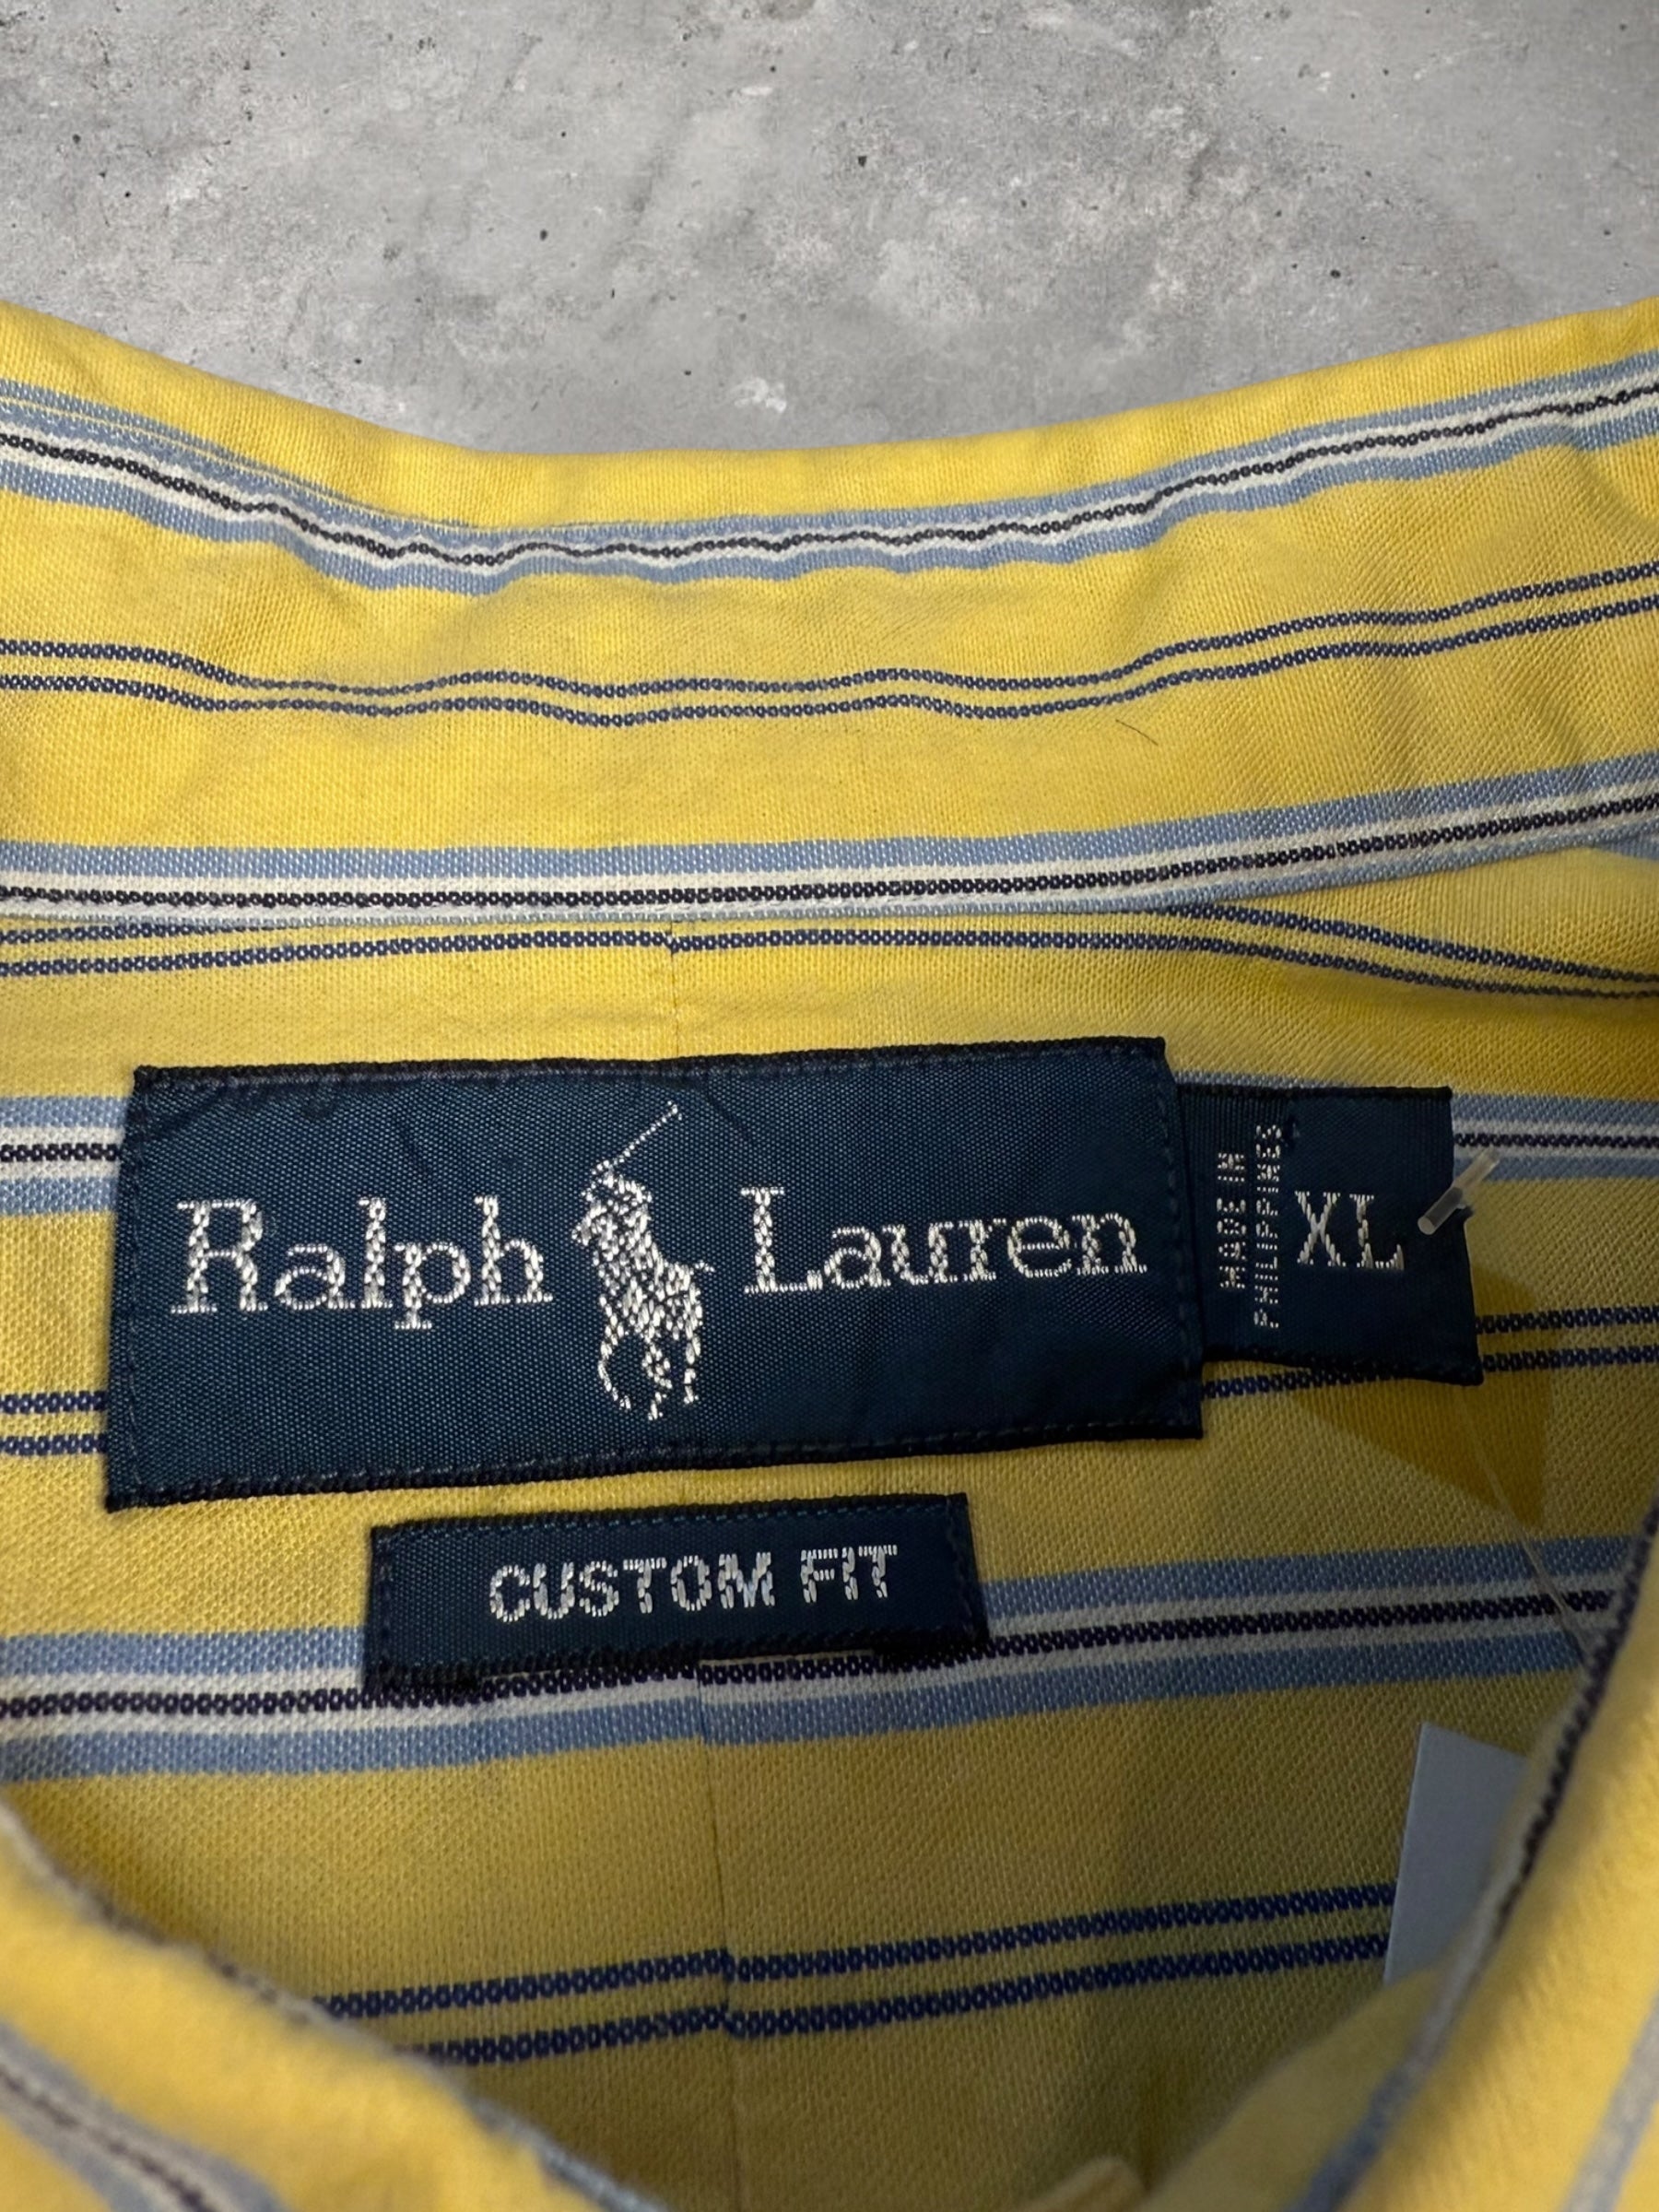 Ralph Lauren
MADE IN
PHILIPPINES
XL
CUSTOM FIT